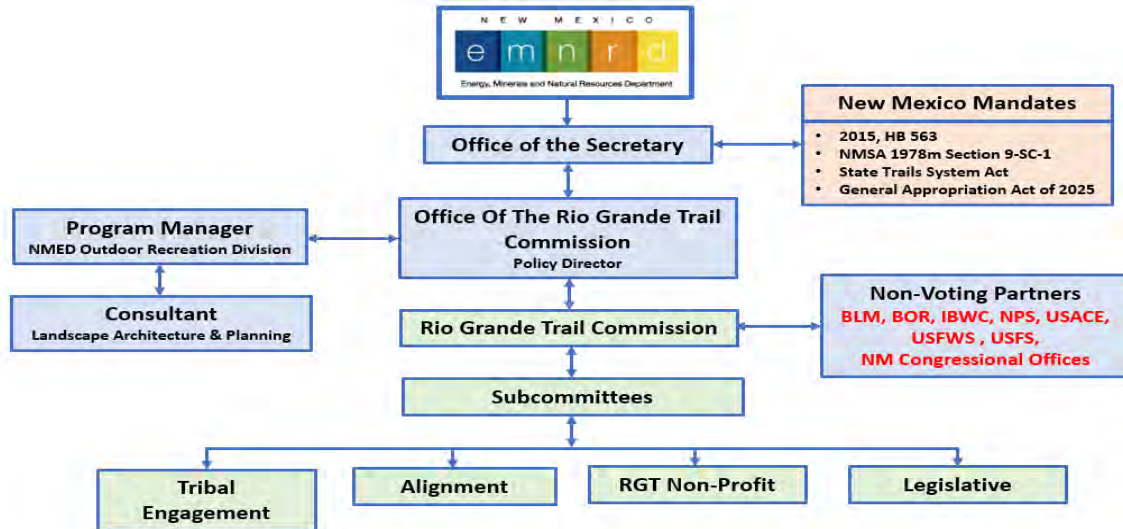 NEW MEXICO
emnrd
Energy, Minerals and Natural Resources Department
New Mexico Mandates
• 2015, HB 563
• NMSA 1978m Section 9-SC-1
• State Trails System Act
• General Appropriation Act of 2025
Office of the Secretary
Office Of The Rio Grande Trail
Commission
Policy Director
Program Manager
NMED Outdoor Recreation Division
Consultant
Landscape Architecture & Planning
Non-Voting Partners
BLM, BOR, IBWC, NPS, USACE,
USFWS , USFS,
NM Congressional Offices
Rio Grande Trail Commission
Subcommittees
Tribal
Engagement
Alignment
RGT Non-Profit
Legislative